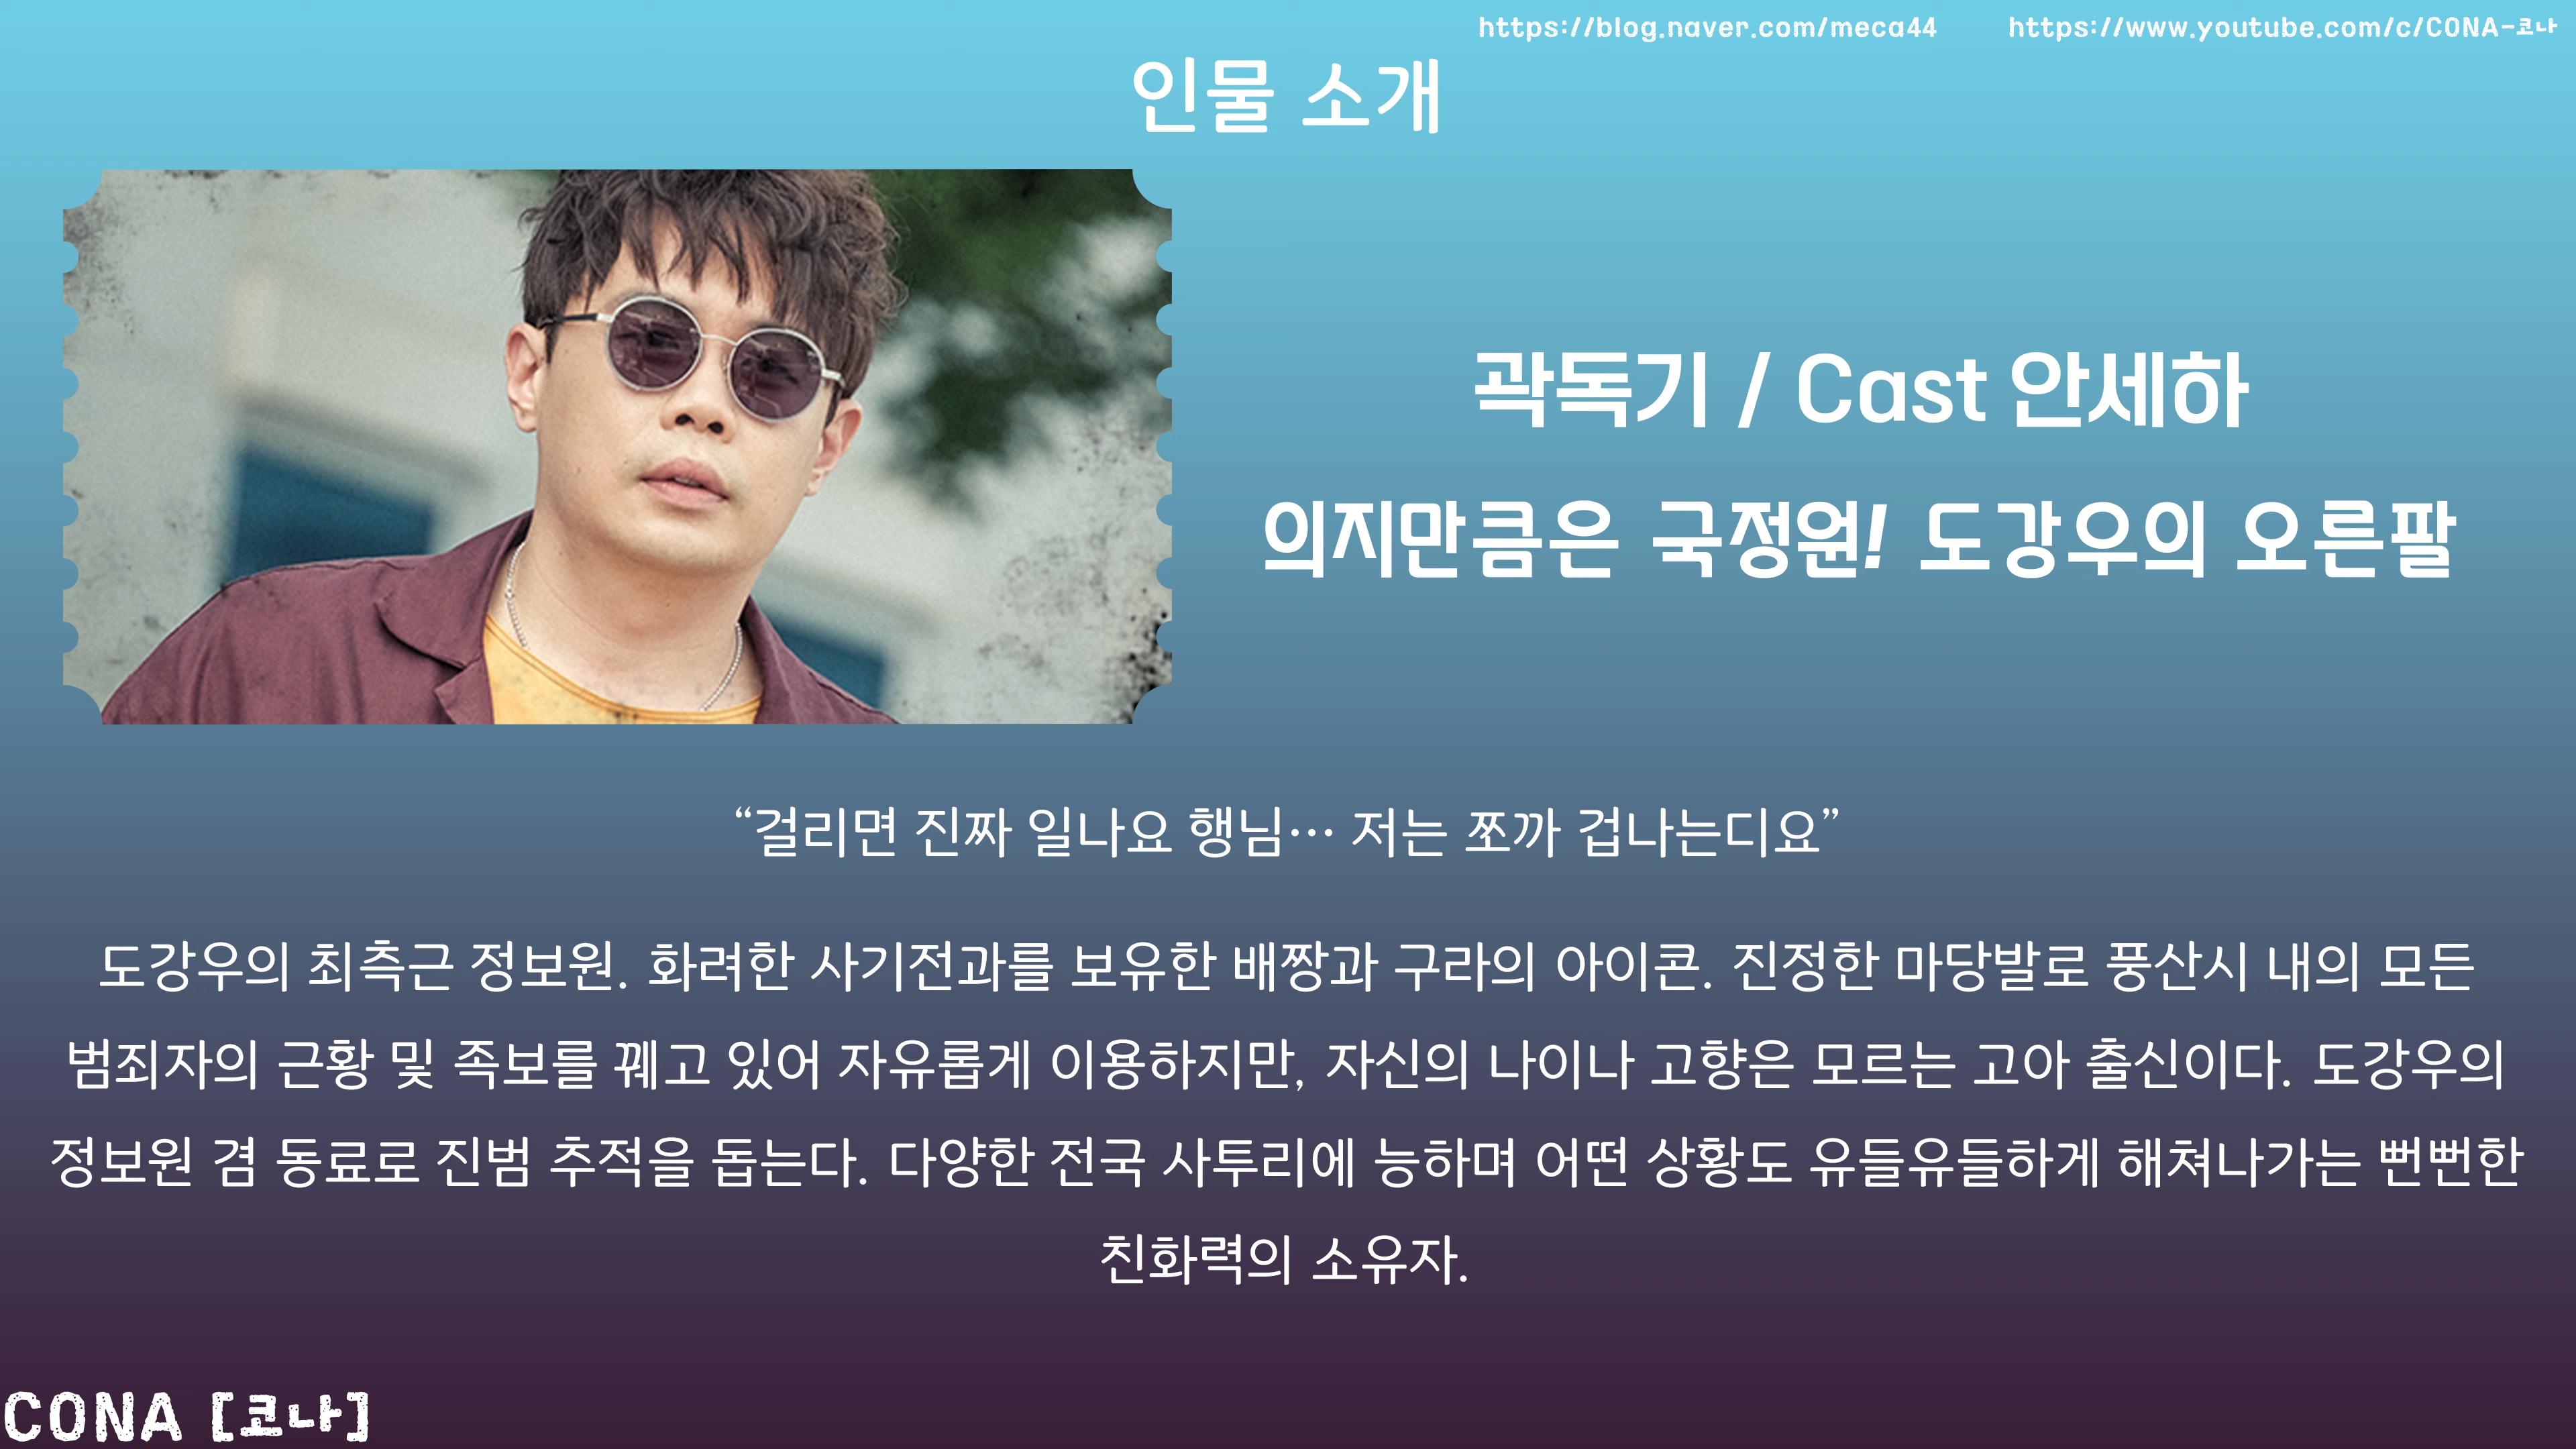 https://blog.naver.com/meca44 https://www.youtube.com/c/CONA-코나
인물 소개
곽독기 / Cast 안세하
의지만큼은 국정원! 도강우의 오른팔
“걸리면 진짜 일나요 행님… 저는 쪼까 겁나는디요”
도강우의 최측근 정보원. 화려한 사기전과를 보유한 배짱과 구라의 아이콘. 진정한 마당발로 풍산시 내의 모든
범죄자의 근황 및 족보를 꿰고 있어 자유롭게 이용하지만, 자신의 나이나 고향은 모르는 고아 출신이다. 도강우의
정보원 겸 동료로 진범 추적을 돕는다. 다양한 전국 사투리에 능하며 어떤 상황도 유들유들하게 해쳐나가는 뻔뻔한
친화력의 소유자.
CONA [코나]